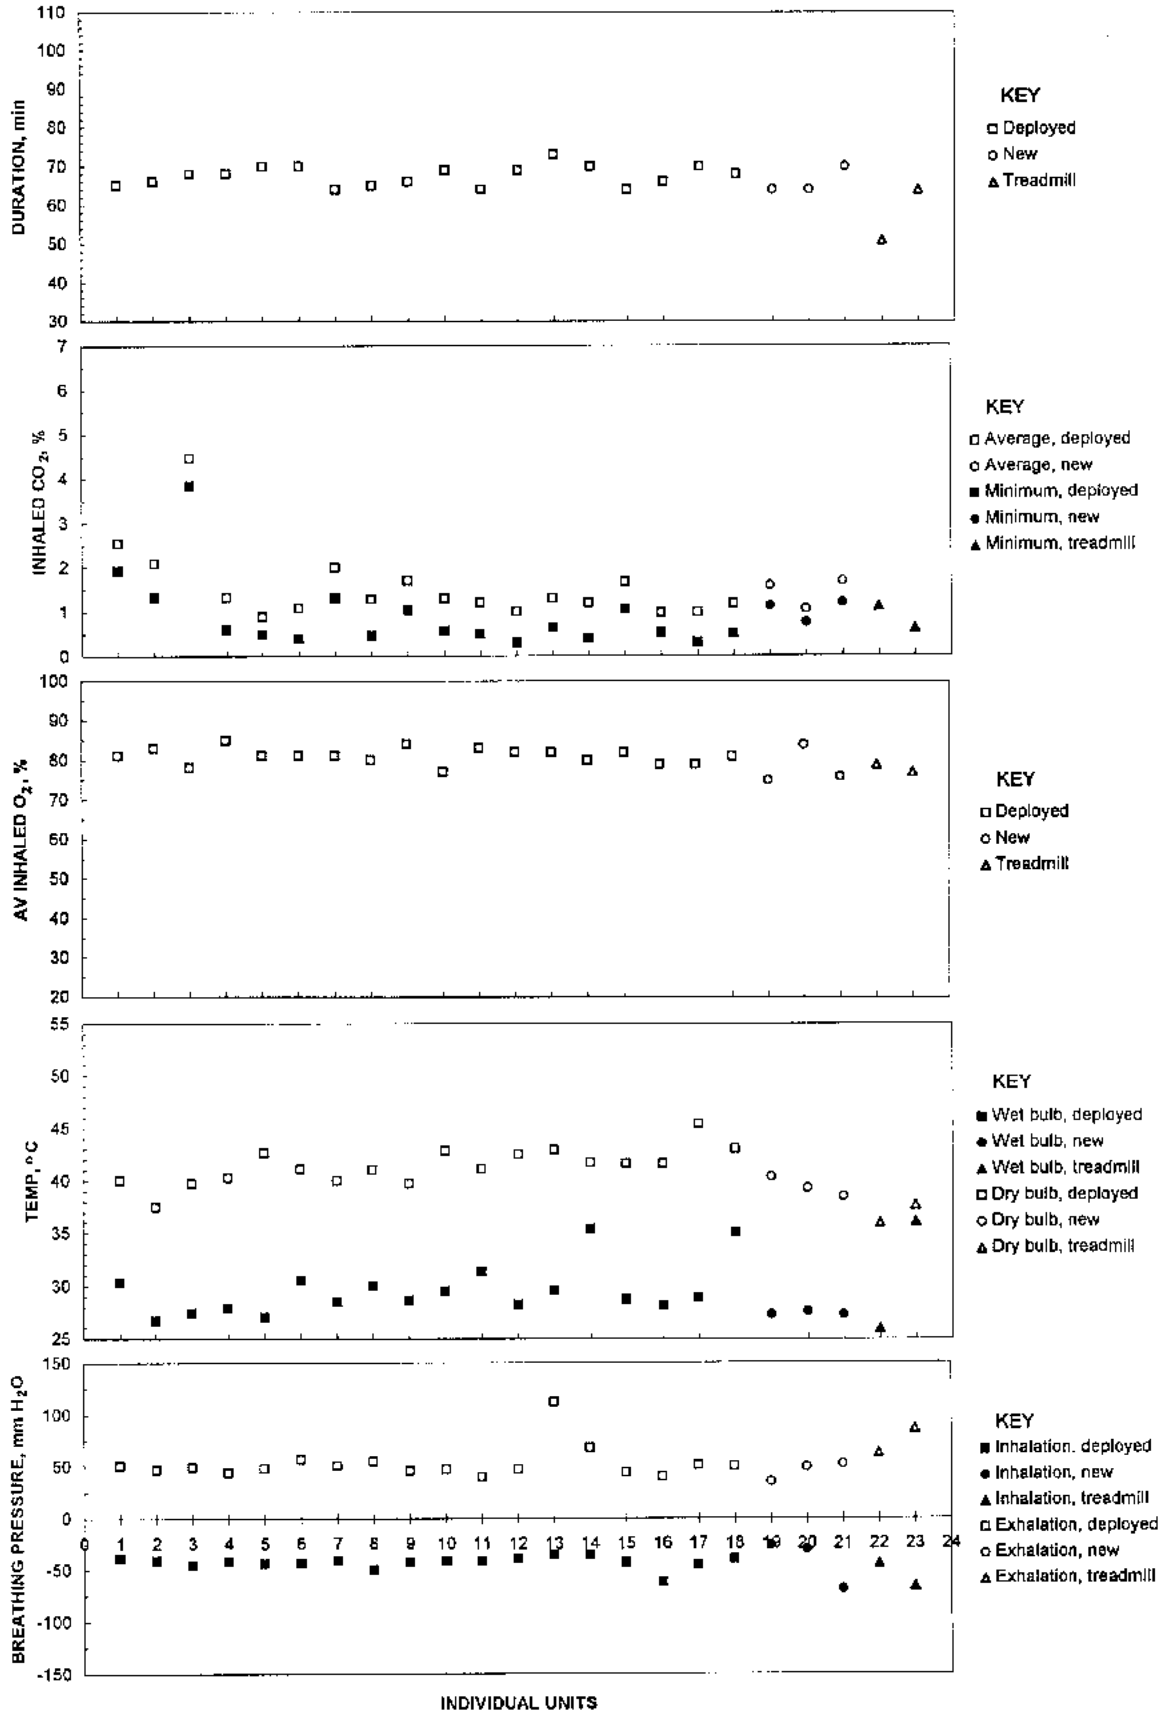 110
100
90
80
70
60
50
40
30
DURATION, min
KEY
Deployed
New
Treadmill
7
6
5
4
3
2
1
0
INHALED CO₂, %
KEY
Average, deployed
Average, new
Minimum, deployed
Minimum, new
Minimum, treadmill
100
90
80
70
60
50
40
30
20
AV INHALED O₂, %
KEY
Deployed
New
Treadmill
55
50
45
40
35
30
25
TEMP, °C
KEY
Wet bulb, deployed
Wet bulb, new
Wet bulb, treadmill
Dry bulb, deployed
Dry bulb, new
Dry bulb, treadmill
150
100
50
0
-50
-100
-150
BREATHING PRESSURE, mm H₂O
0 1 2 3 4 5 6 7 8 9 10 11 12 13 14 15 16 17 18 19 20 21 22 23 24
KEY
Inhalation, deployed
Inhalation, new
Inhalation, treadmill
Exhalation, deployed
Exhalation, new
Exhalation, treadmill
INDIVIDUAL UNITS